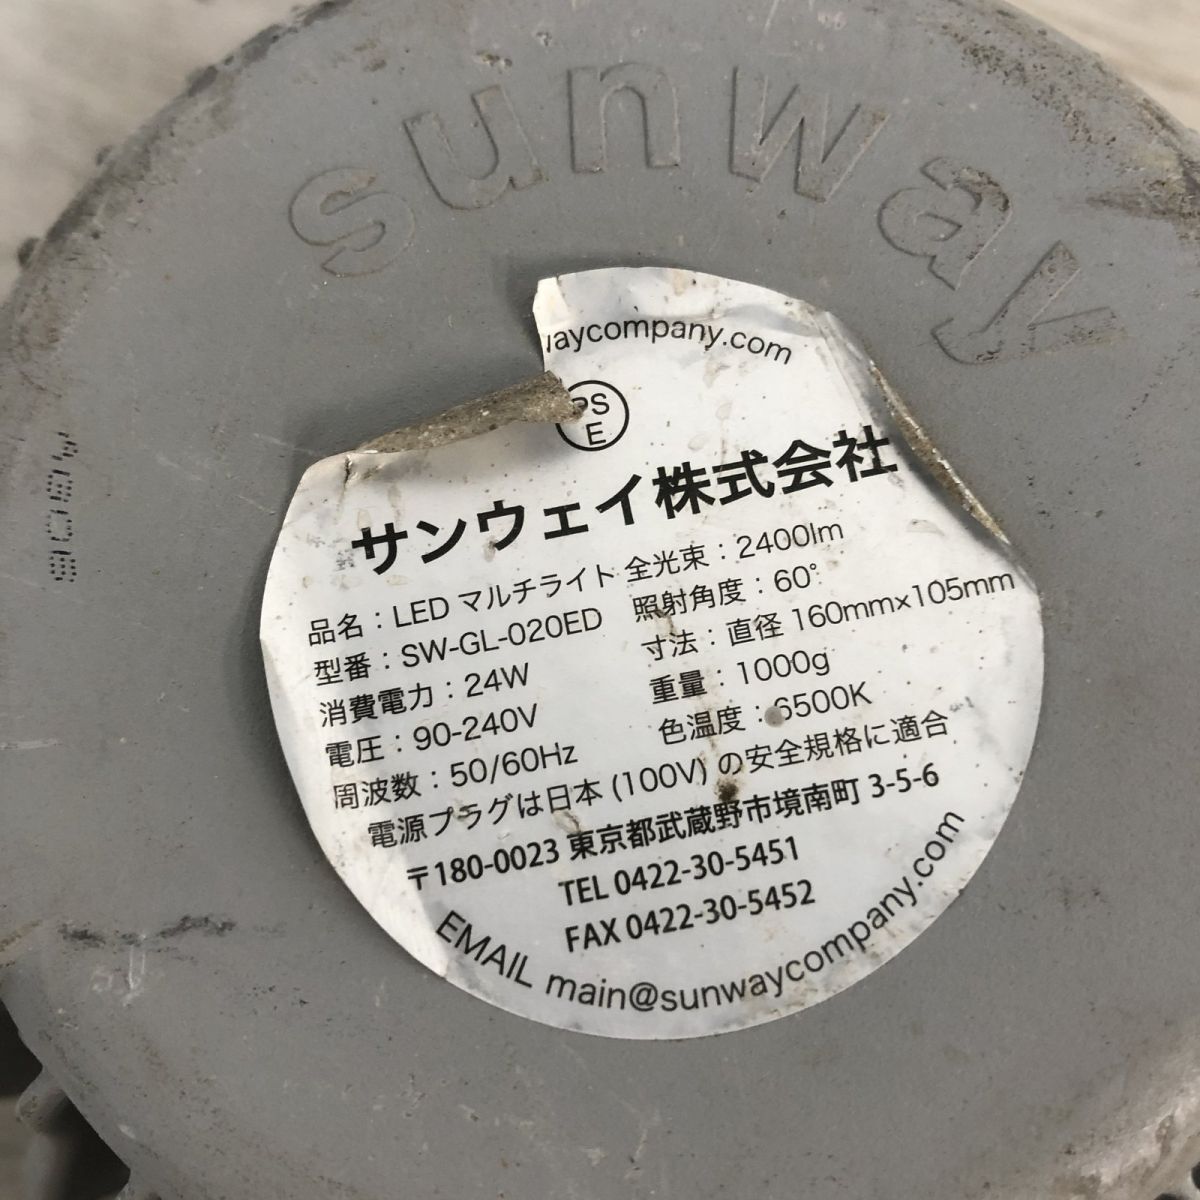 sunway
waycompany.com
PS
E
サンウェイ株式会社
品名：LED マルチライト 全光束：2400lm
型番：SW-GL-020ED 照射角度：60°
消費電力：24W 寸法：直径 160mm×105mm
電圧：90-240V 重量：1000g
周波数：50/60Hz 色温度：6500K
電源プラグは日本 (100V) の安全規格に適合
〒180-0023 東京都武蔵野市境南町 3-5-6
TEL 0422-30-5451
FAX 0422-30-5452
EMAIL main@sunwaycompany.com